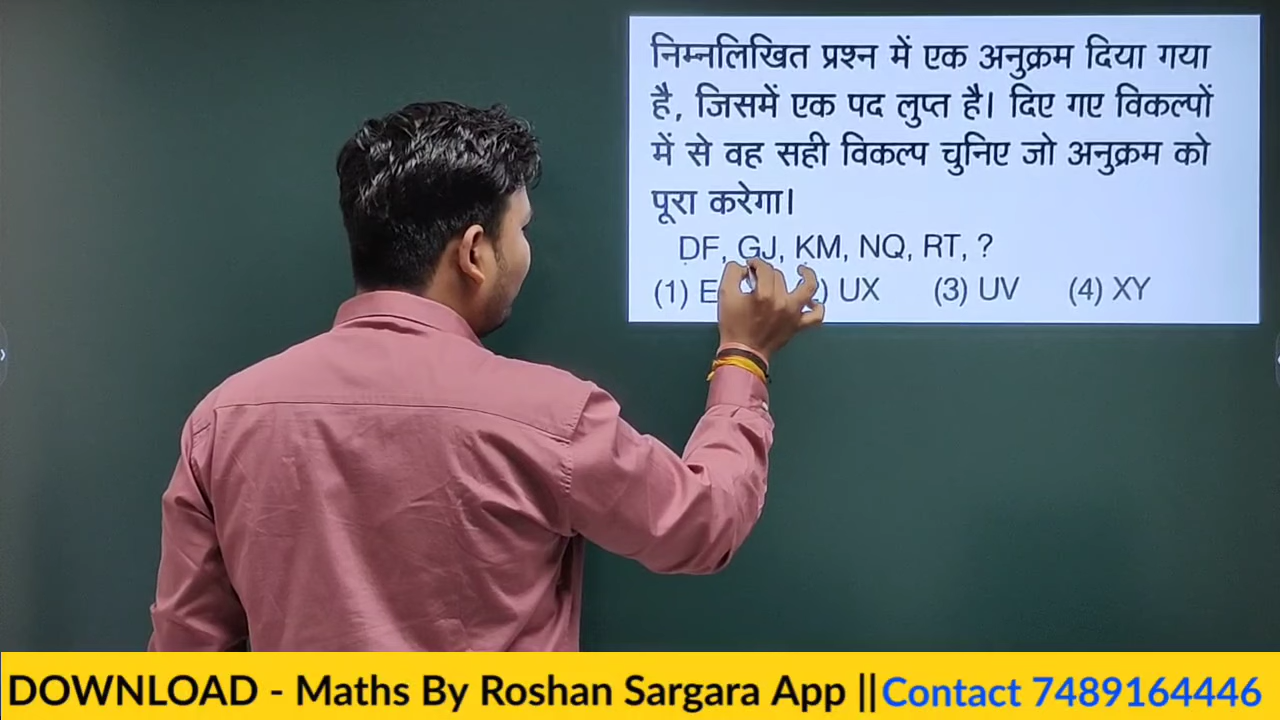 निम्नलिखित प्रश्न में एक अनुक्रम दिया गया
है, जिसमें एक पद लुप्त है। दिए गए विकल्पों
में से वह सही विकल्प चुनिए जो अनुक्रम को
पूरा करेगा।
DF, GJ, KM, NQ, RT, ?
(1) UX (3) UV (4) XY
DOWNLOAD - Maths By Roshan Sargara App || Contact 7489164446